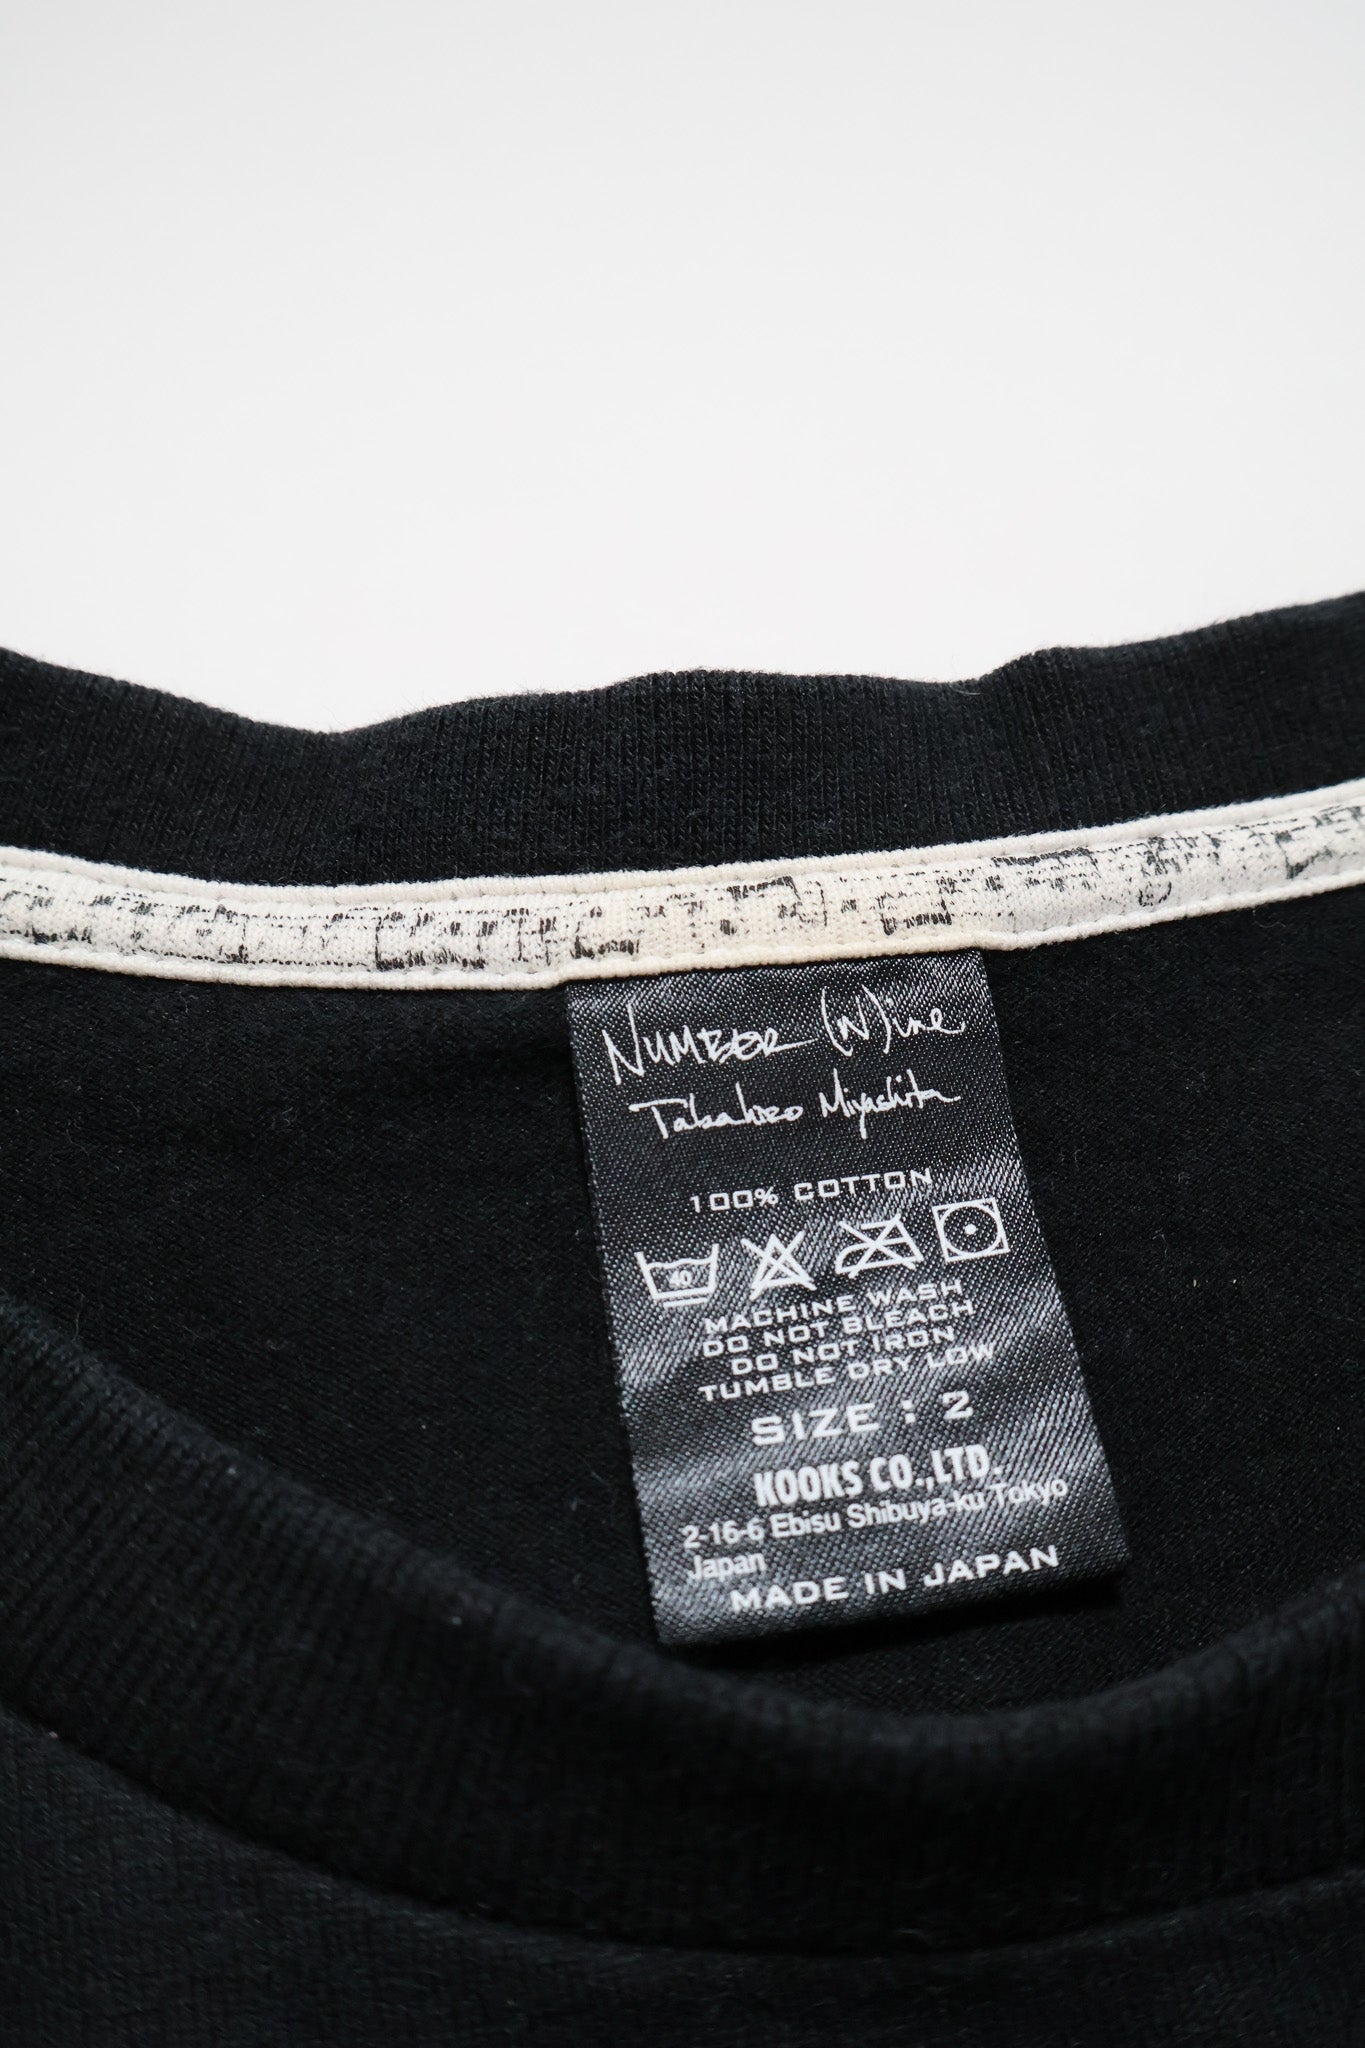 NUMBER (N)ine
Takahiro Miyashita
100% COTTON
40
MACHINE WASH
DO NOT BLEACH
DO NOT IRON
TUMBLE DRY LOW
SIZE : 2
KOOKS CO.,LTD.
2-16-6 Ebisu Shibuya-ku Tokyo
Japan
MADE IN JAPAN